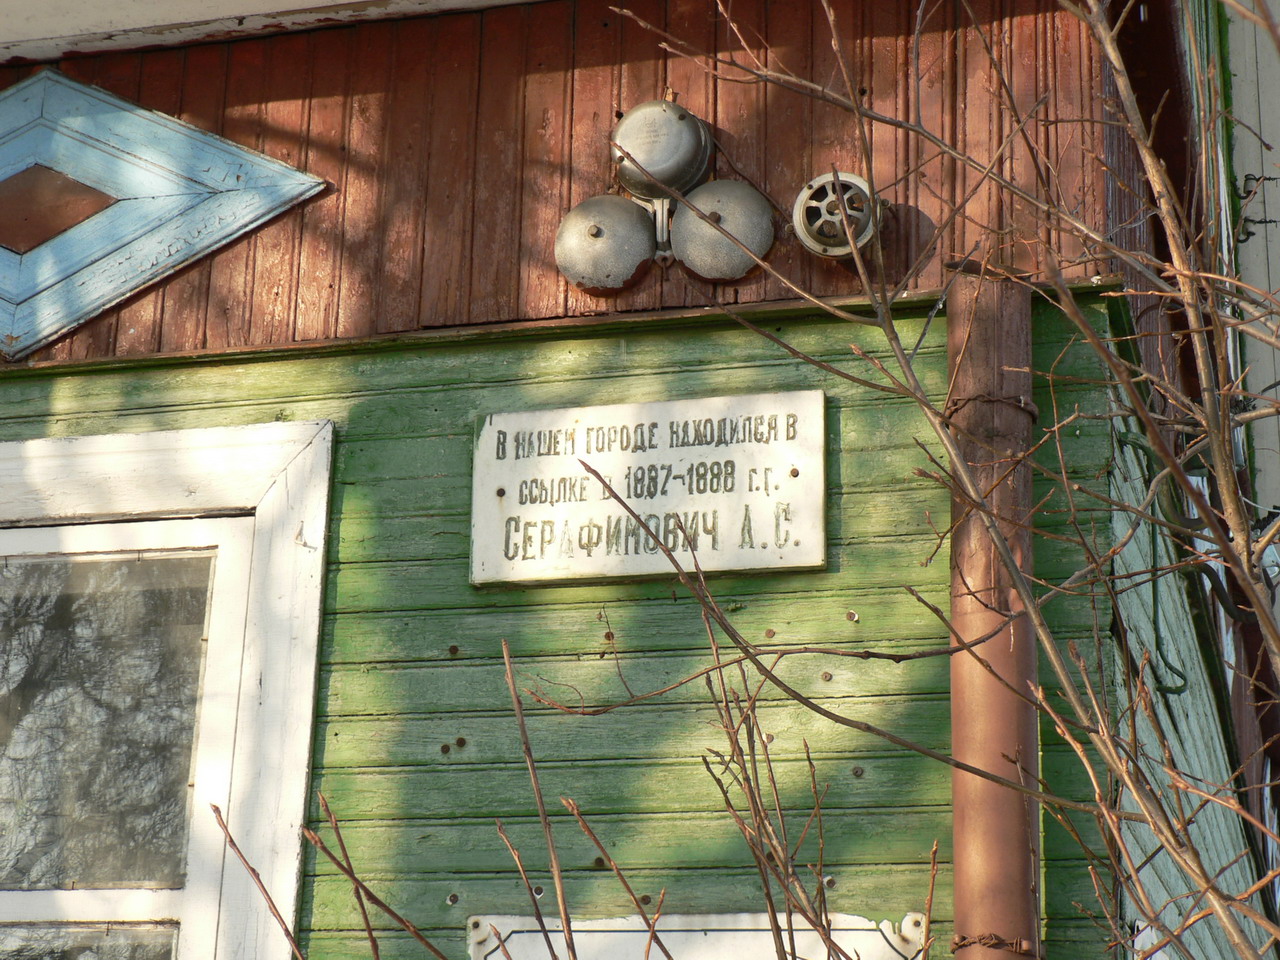 В НАШЕМ ГОРОДЕ НАХОДИЛСЯ В
ССЫЛКЕ В 1887-1888 г.г.
СЕРАФИМОВИЧ А.С.